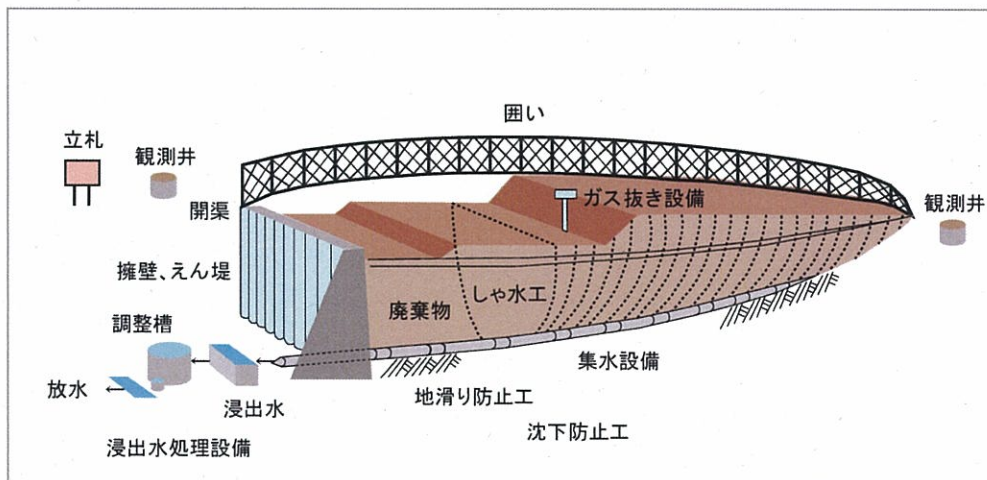 囲い
立札
観測井
ガス抜き設備
観測井
開渠
擁壁、えん堤
しゃ水工
廃棄物
調整槽
集水設備
放水
浸出水
地滑り防止工
沈下防止工
浸出水処理設備